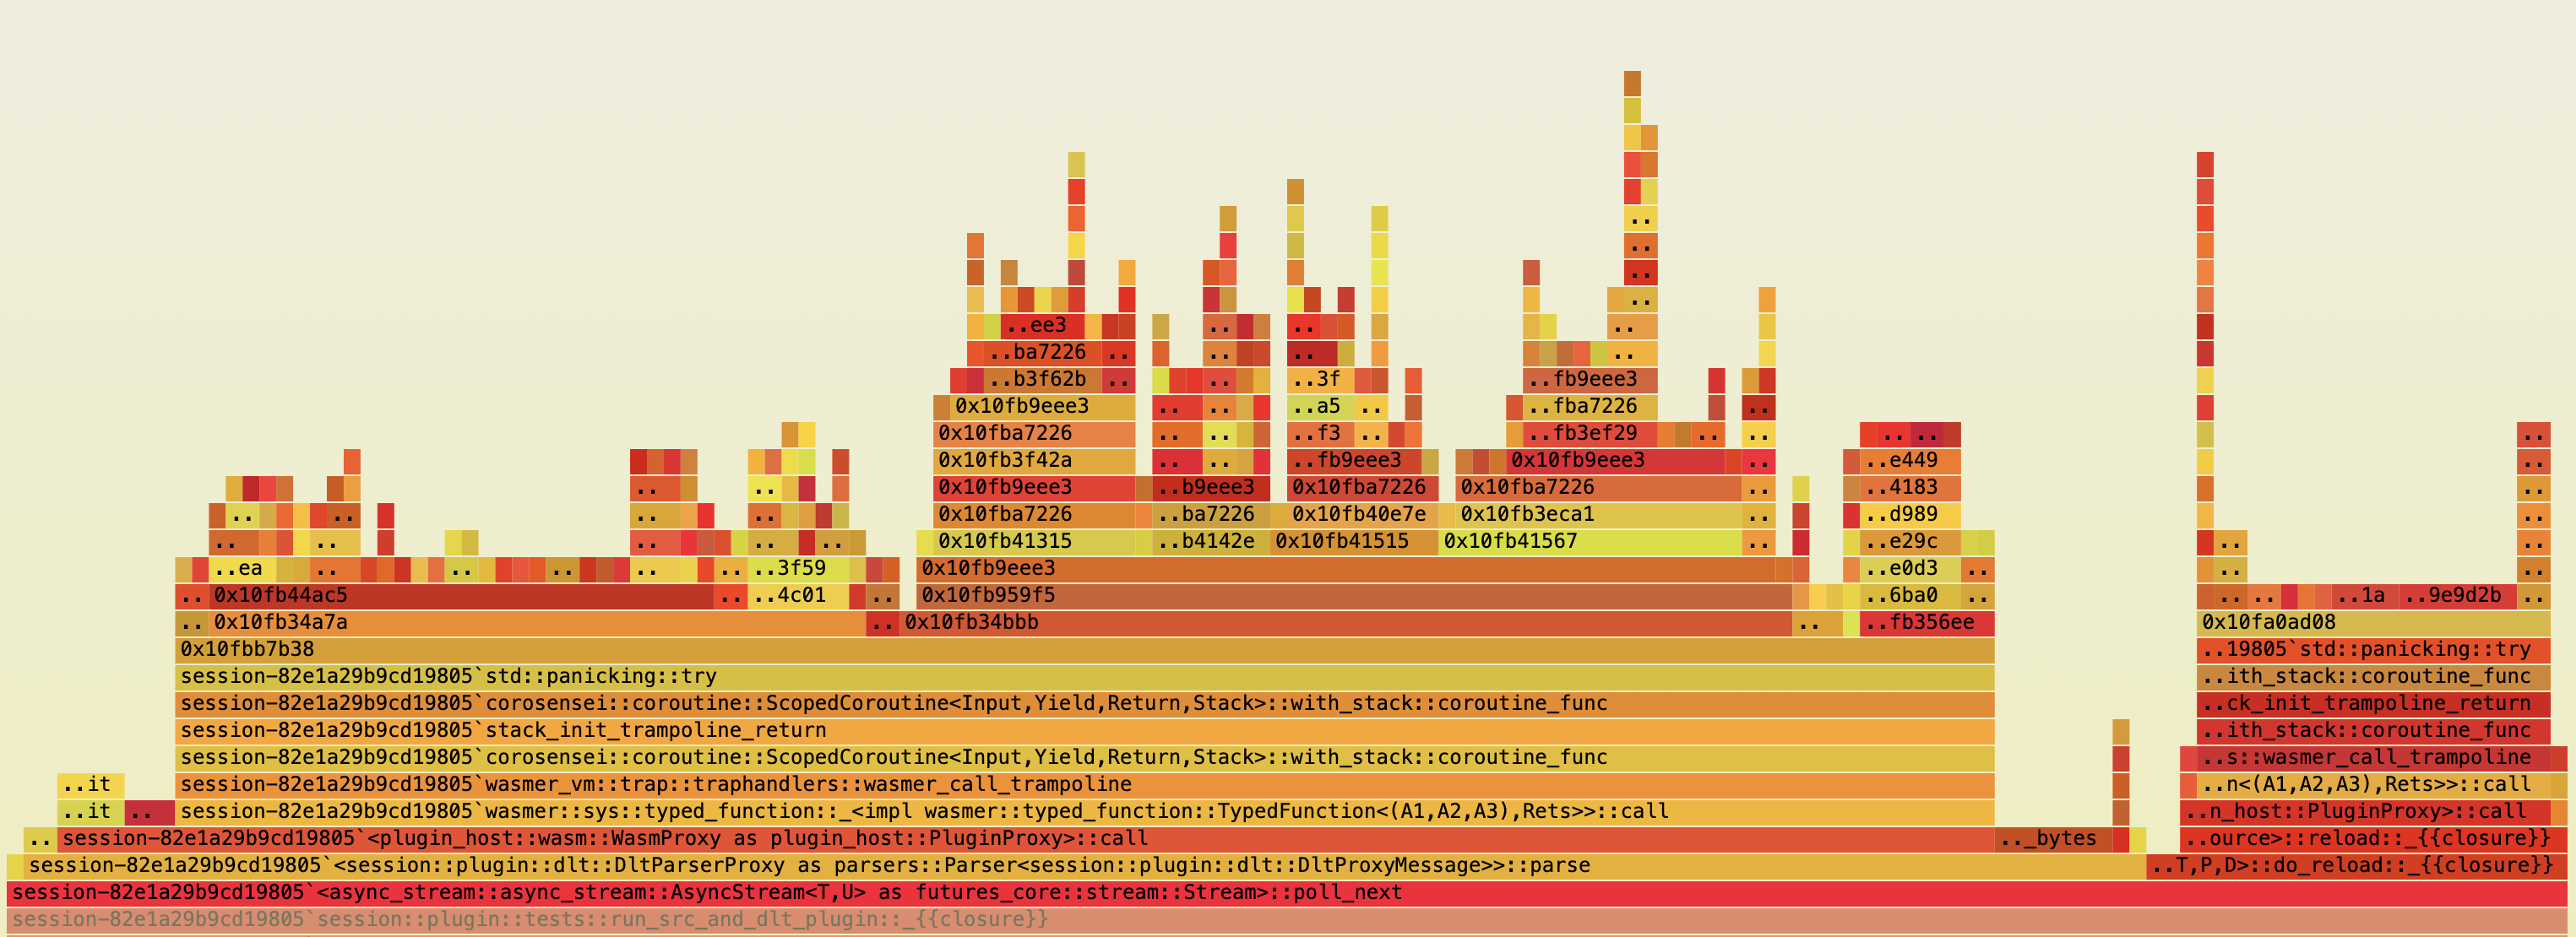 ..ee3
..ba7226 ..
..b3f62b .. .. ..3f ..fb9eee3
0x10fb9eee3 .. .. ..a5 .. ..fba7226 ..
0x10fba7226 .. .. ..f3 .. ..fb3ef29 .. .. .. ..
0x10fb3f42a .. .. ..fb9eee3 0x10fb9eee3 .. ..e449
.. .. 0x10fb9eee3 ..b9eee3 0x10fba7226 0x10fba7226 .. ..4183
.. .. .. .. 0x10fba7226 ..ba7226 0x10fb40e7e 0x10fb3eca1 .. ..d989
.. .. .. .. .. 0x10fb41315 ..b4142e 0x10fb41515 0x10fb41567 .. ..e29c .. ..
..ea .. .. .. .. .. ..3f59 0x10fb9eee3 ..e0d3 .. .. ..
.. 0x10fb44ac5 .. ..4c01 .. 0x10fb959f5 ..6ba0 .. .. .. ..1a ..9e9d2b ..
.. 0x10fb34a7a .. 0x10fb34bbb .. ..fb356ee 0x10fa0ad08
0x10fbb7b38 ..19805`std::panicking::try
session-82e1a29b9cd19805`std::panicking::try ..ith_stack::coroutine_func
session-82e1a29b9cd19805`corosensei::coroutine::ScopedCoroutine<Input,Yield,Return,Stack>::with_stack::coroutine_func ..ck_init_trampoline_return
session-82e1a29b9cd19805`stack_init_trampoline_return ..ith_stack::coroutine_func
session-82e1a29b9cd19805`corosensei::coroutine::ScopedCoroutine<Input,Yield,Return,Stack>::with_stack::coroutine_func ..s::wasmer_call_trampoline
..it session-82e1a29b9cd19805`wasmer_vm::trap::traphandlers::wasmer_call_trampoline ..n<(A1,A2,A3),Rets>>::call
..it .. session-82e1a29b9cd19805`wasmer::sys::typed_function::_<impl wasmer::typed_function::TypedFunction<(A1,A2,A3),Rets>>::call ..n_host::PluginProxy>::call
.. session-82e1a29b9cd19805`<plugin_host::wasm::WasmProxy as plugin_host::PluginProxy>::call .._bytes ..ource>::reload::_{{closure}}
session-82e1a29b9cd19805`<session::plugin::dlt::DltParserProxy as parsers::Parser<session::plugin::dlt::DltProxyMessage>>::parse ..T,P,D>::do_reload::_{{closure}}
session-82e1a29b9cd19805`<async_stream::async_stream::AsyncStream<T,U> as futures_core::stream::Stream>::poll_next
session-82e1a29b9cd19805`session::plugin::tests::run_src_and_dlt_plugin::_{{closure}}